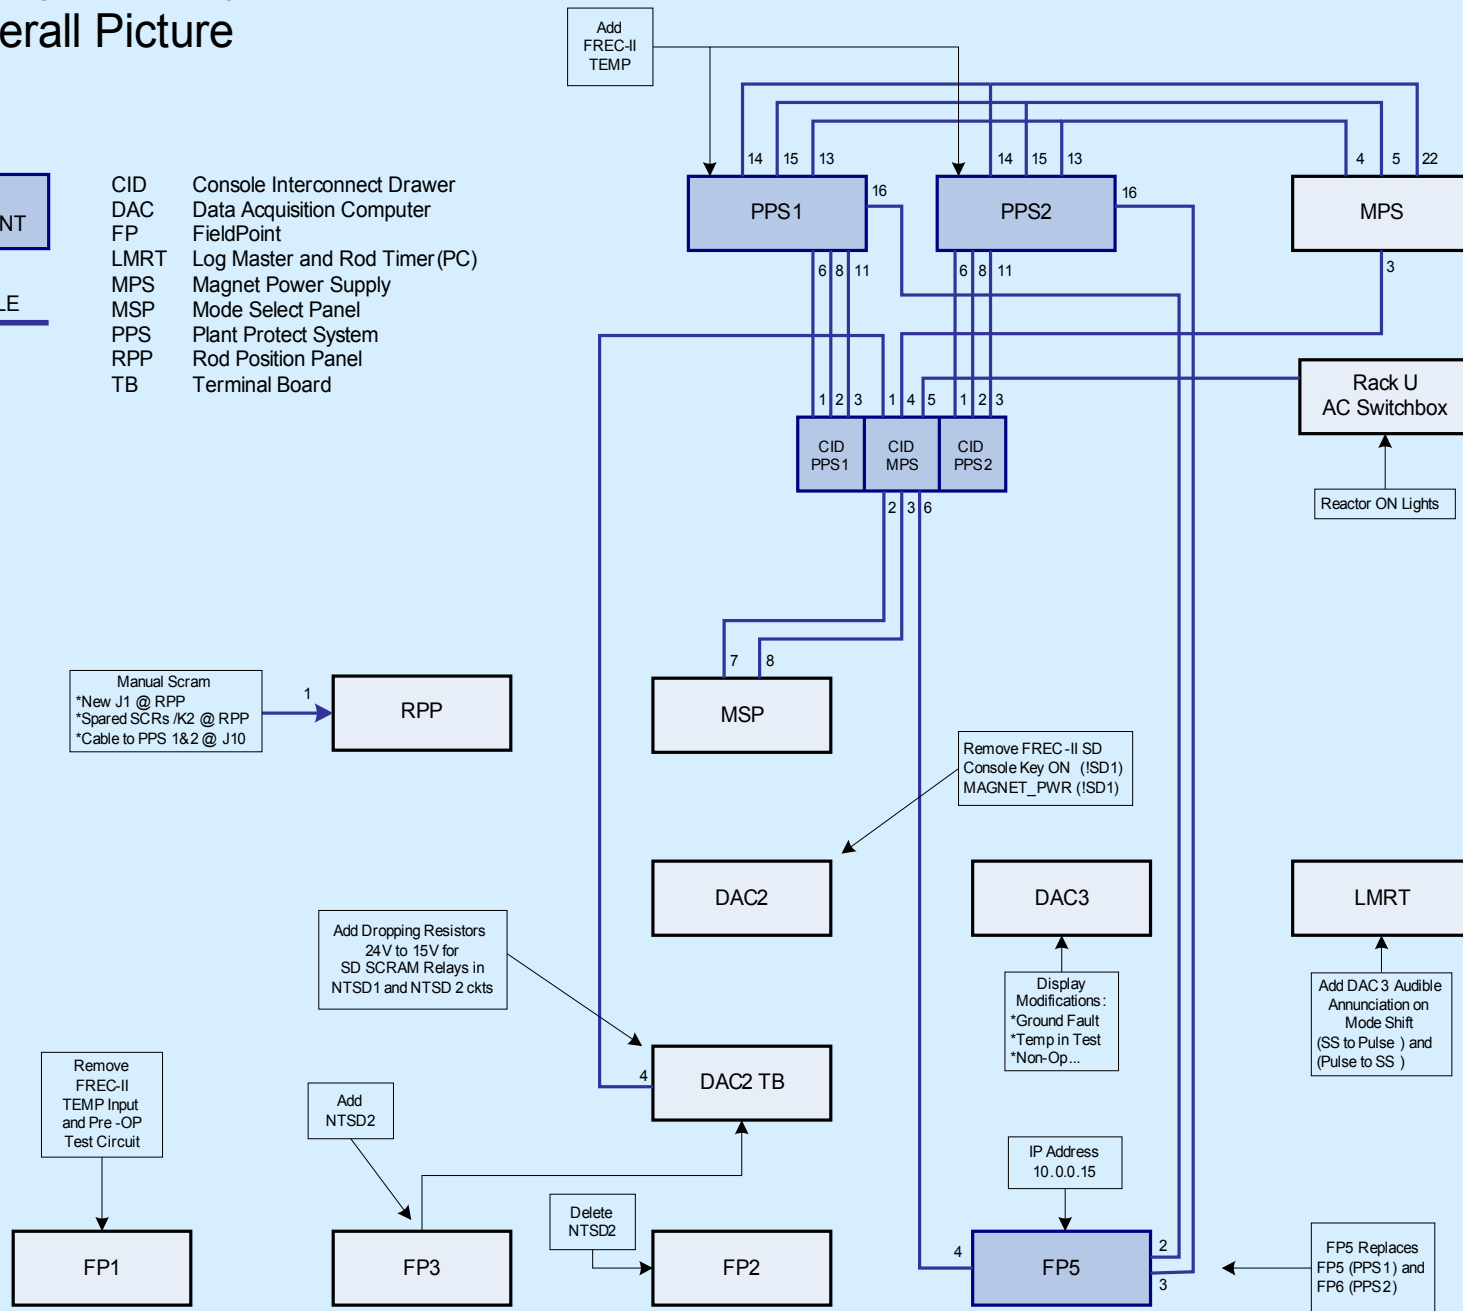 erall Picture
Add
FREC-II
TEMP
NT
LE
CID Console Interconnect Drawer
DAC Data Acquisition Computer
FP FieldPoint
LMRT Log Master and Rod Timer (PC)
MPS Magnet Power Supply
MSP Mode Select Panel
PPS Plant Protect System
RPP Rod Position Panel
TB Terminal Board
14 15 13
14 15 13
4 5 22
PPS1
16
PPS2
16
MPS
6 8 11
6 8 11
3
Rack U
AC Switchbox
1 2 3
1 4 5
1 2 3
CID
PPS1
CID
MPS
CID
PPS2
Reactor ON Lights
2 3 6
7 8
Manual Scram
*New J1 @ RPP
*Spared SCRs /K2 @ RPP
*Cable to PPS 1&2 @ J10
1
RPP
MSP
Remove FREC-II SD
Console Key ON (!SD1)
MAGNET_PWR (!SD1)
DAC2
DAC3
LMRT
Add Dropping Resistors
24V to 15V for
SD SCRAM Relays in
NTSD1 and NTSD 2 ckts
Display
Modifications:
*Ground Fault
*Temp in Test
*Non-Op...
Add DAC3 Audible
Annunciation on
Mode Shift
(SS to Pulse ) and
(Pulse to SS )
Remove
FREC-II
TEMP Input
and Pre -OP
Test Circuit
4
DAC2 TB
Add
NTSD2
IP Address
10.0.0.15
Delete
NTSD2
FP1
FP3
FP2
4
FP5
2
3
FP5 Replaces
FP5 (PPS1) and
FP6 (PPS2)